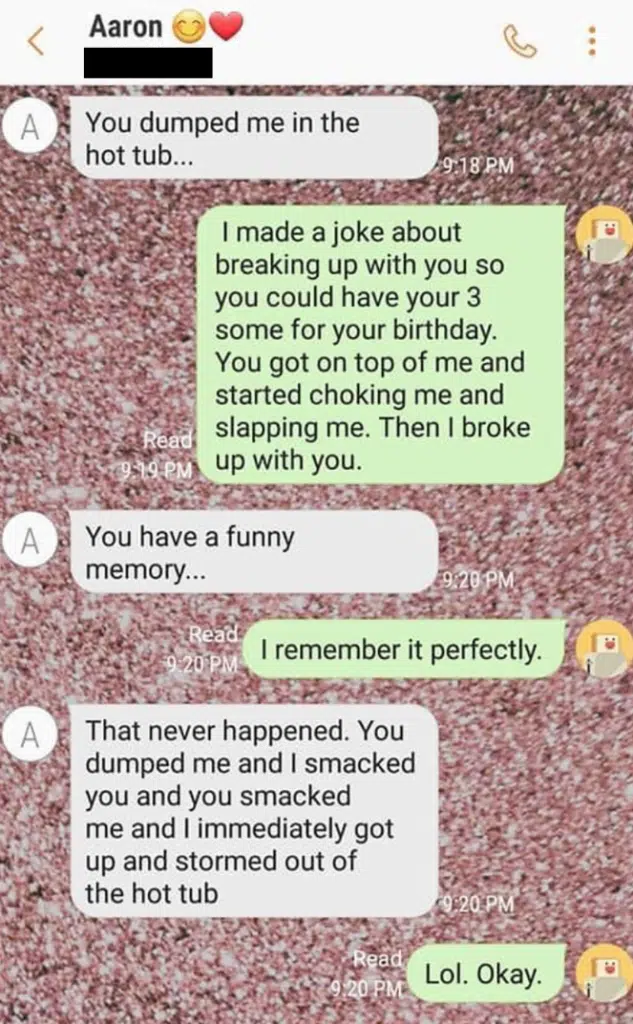 Aaron 😊❤️
A
You dumped me in the
hot tub...
9:18 PM
I made a joke about
breaking up with you so
you could have your 3
some for your birthday.
You got on top of me and
started choking me and
slapping me. Then I broke
up with you.
Read
9:19 PM
A
You have a funny
memory...
9:20 PM
Read
9:20 PM
I remember it perfectly.
A
That never happened. You
dumped me and I smacked
you and you smacked
me and I immediately got
up and stormed out of
the hot tub
9:20 PM
Read
9:20 PM
Lol. Okay.